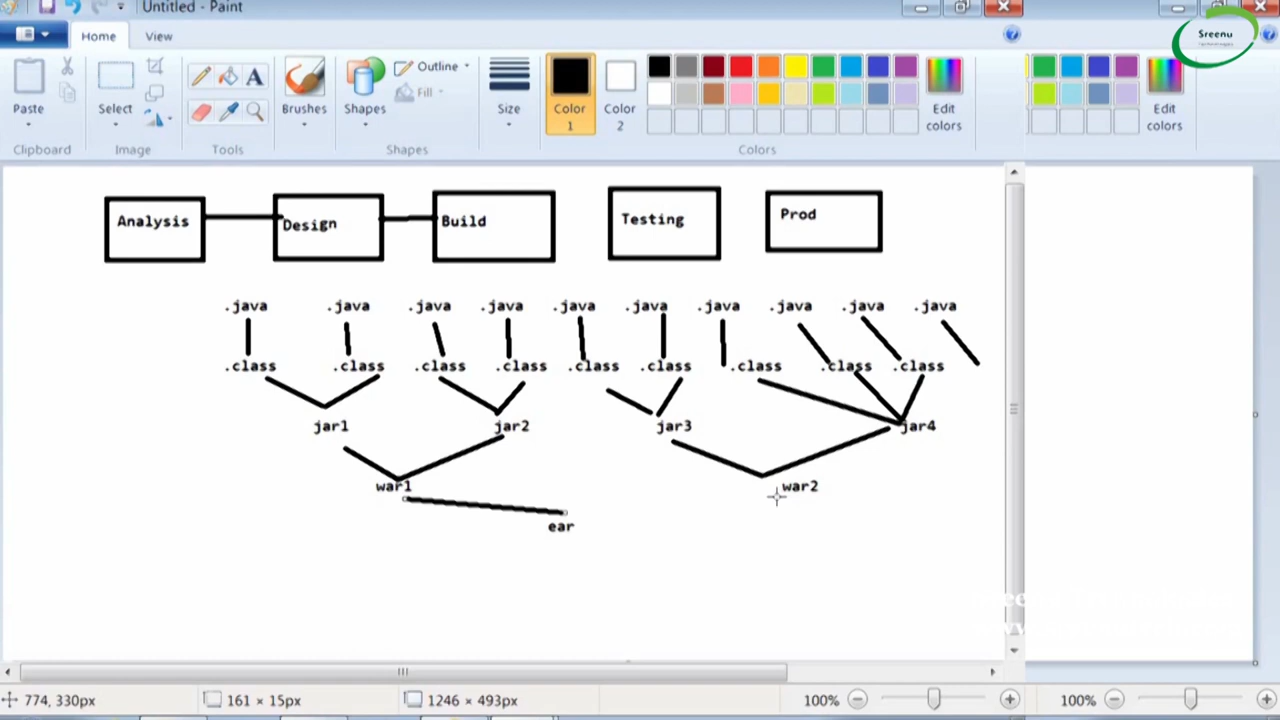 Untitled - Paint
Home View
Sreenu
Paste Select Brushes Shapes Outline Fill Size Color 1 Color 2 Edit colors Edit colors
Clipboard Image Tools Shapes Colors
Analysis Design Build Testing Prod
.java .java .java .java .java .java .java .java .java .java
.class .class .class .class .class .class .class .class .class
jar1 jar2 jar3 jar4
war1 war2
ear
774, 330px 161 × 15px 1246 × 493px 100% 100%